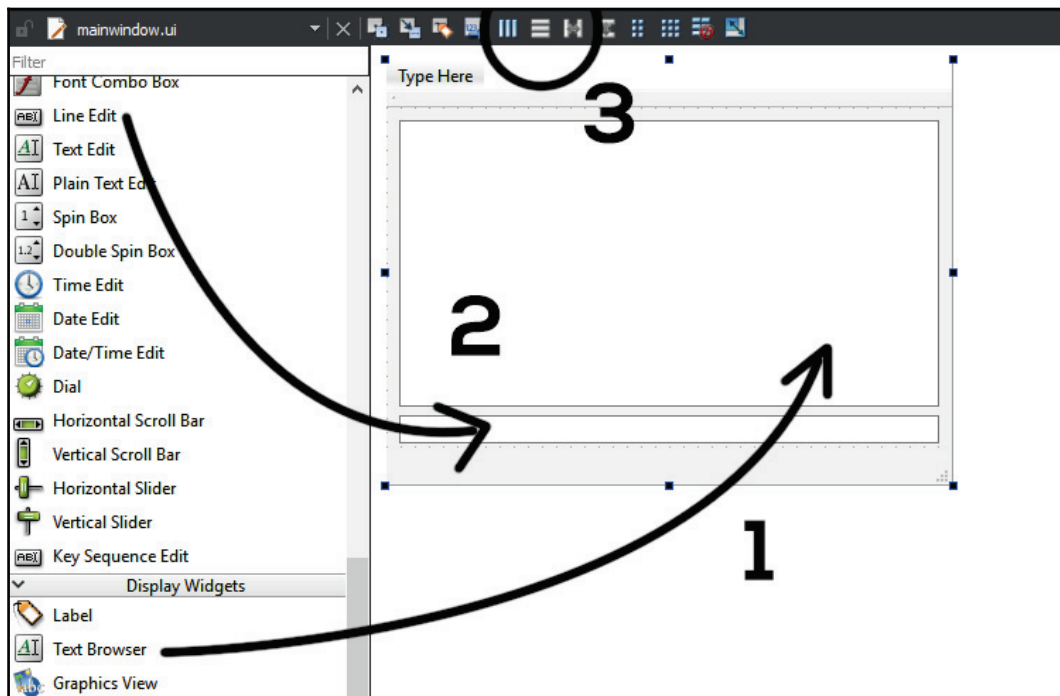 mainwindow.ui
Filter
Font Combo Box
Line Edit
Text Edit
Plain Text Edit
Spin Box
Double Spin Box
Time Edit
Date Edit
Date/Time Edit
Dial
Horizontal Scroll Bar
Vertical Scroll Bar
Horizontal Slider
Vertical Slider
Key Sequence Edit
Display Widgets
Label
Text Browser
Graphics View
Type Here
3
2
1